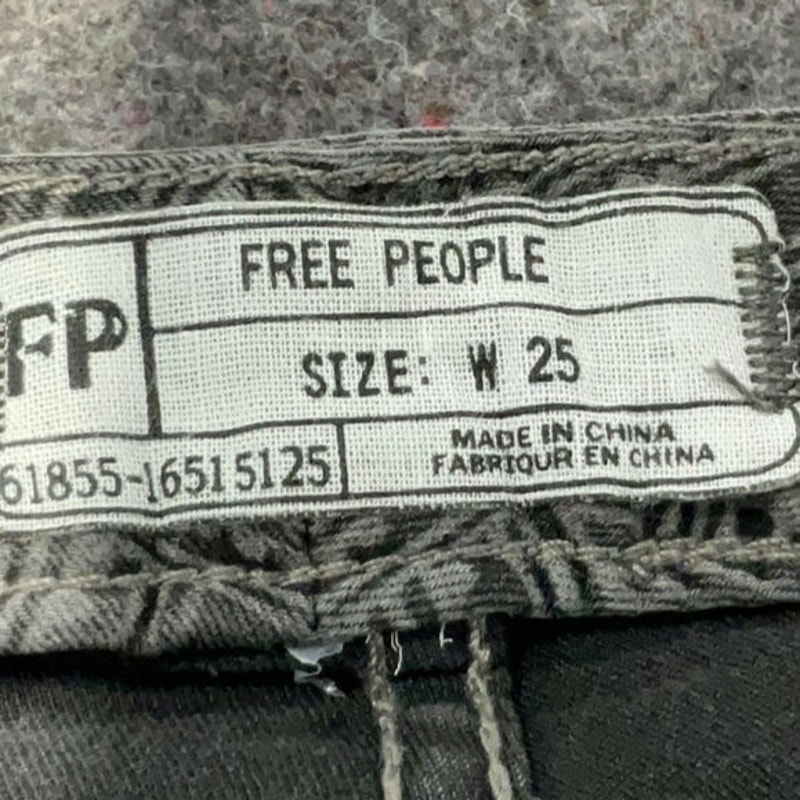 FREE PEOPLE
FP
SIZE: W 25
61855-16515125
MADE IN CHINA
FABRIQUR EN CHINA